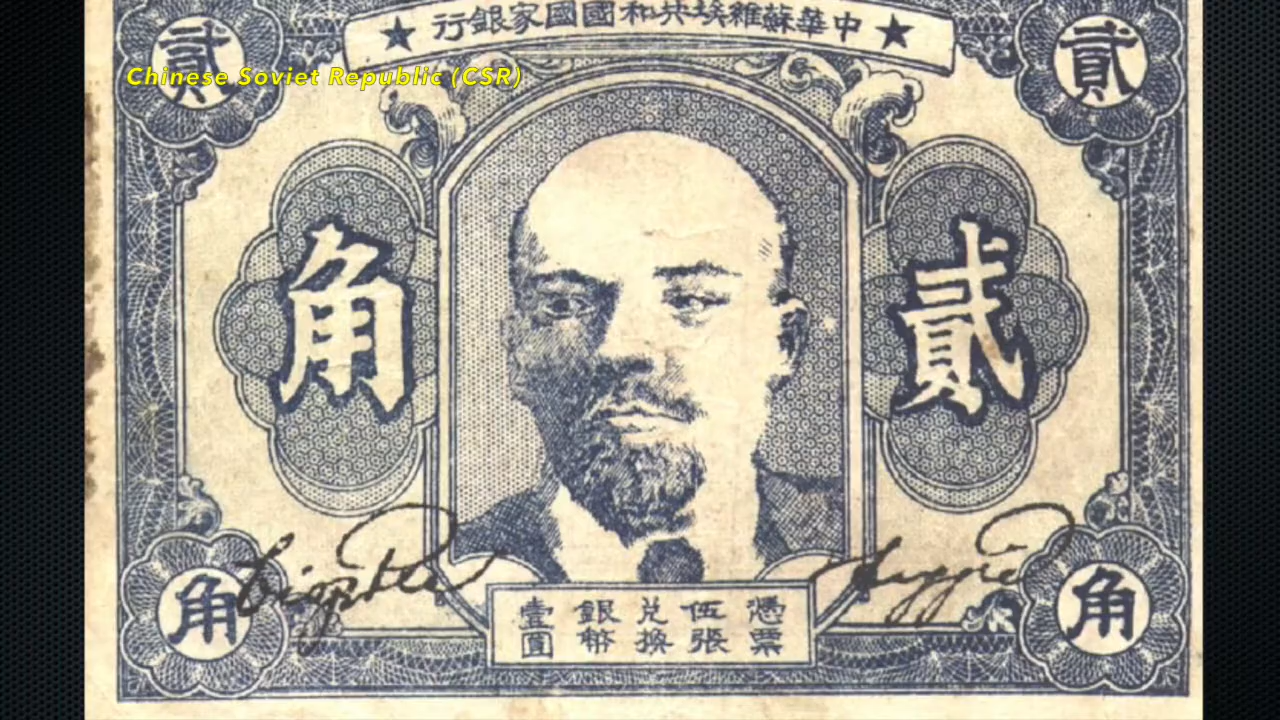 中華蘇維埃共和國國家銀行
Chinese Soviet Republic (CSR)
貳
貳
貳角
憑票
伍張
兌換
銀幣
壹圓
角
角